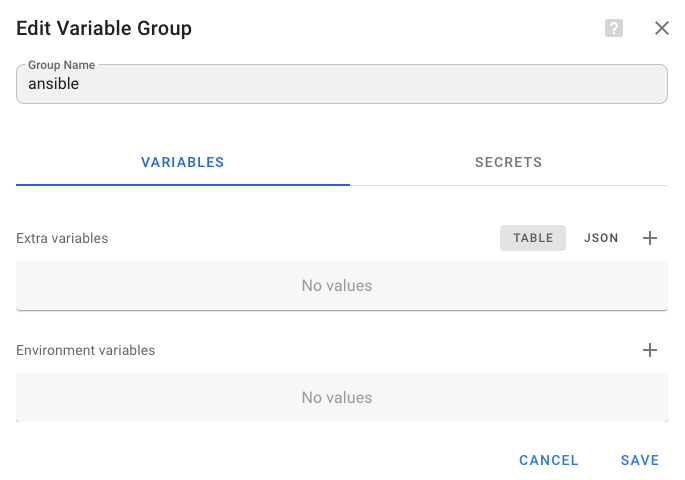 Edit Variable Group
?
Group Name
ansible
VARIABLES SECRETS
Extra variables TABLE JSON
No values
Environment variables
No values
CANCEL SAVE